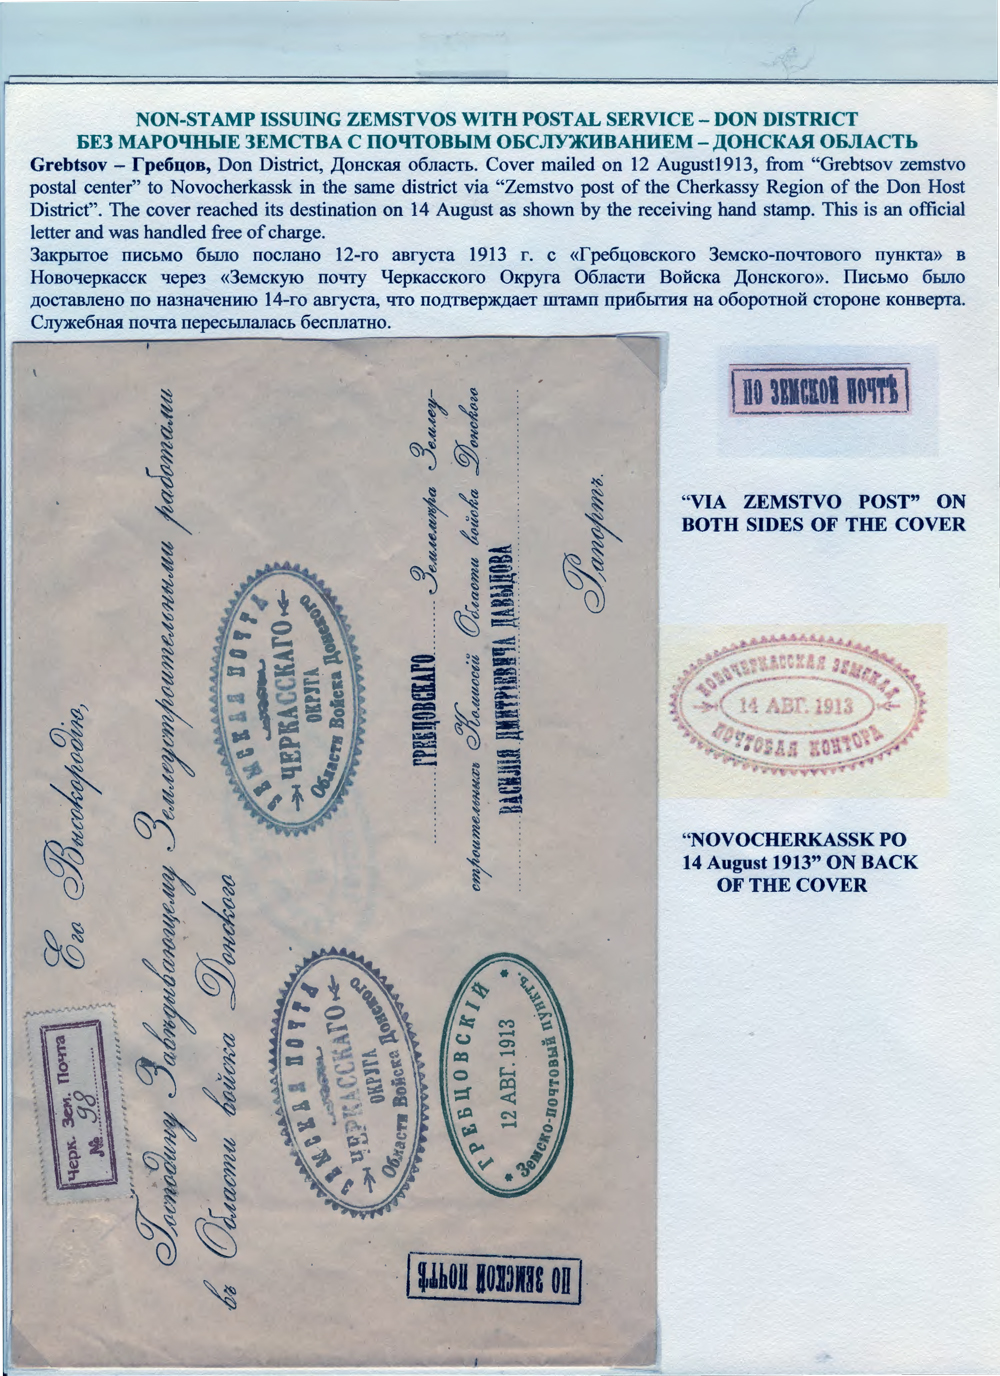 NON-STAMP ISSUING ZEMSTVOS WITH POSTAL SERVICE – DON DISTRICT
БЕЗ МАРОЧНЫЕ ЗЕМСТВА С ПОЧТОВЫМ ОБСЛУЖИВАНИЕМ – ДОНСКАЯ ОБЛАСТЬ
Grebtsov – Гребцов, Don District, Донская область. Cover mailed on 12 August1913, from “Grebtsov zemstvo
postal center” to Novocherkassk in the same district via “Zemstvo post of the Cherkassy Region of the Don Host
District”. The cover reached its destination on 14 August as shown by the receiving hand stamp. This is an official
letter and was handled free of charge.
Закрытое письмо было послано 12-го августа 1913 г. с «Гребцовского Земско-почтового пункта» в
Новочеркасск через «Земскую почту Черкасского Округа Области Войска Донского». Письмо было
доставлено по назначению 14-го августа, что подтверждает штамп прибытия на оборотной стороне конверта.
Служебная почта пересылалась бесплатно.
Черк. Зем. Почта
№ 98
Его Высокородію,
Господину Завѣдывающему Землеустроительными работами
въ Области войска Донского
ЗЕМСКАЯ ПОЧТА
ЧЕРКАССКАГО
ОКРУГА
Области Войска Донского
ЗЕМСКАЯ ПОЧТА
ЧЕРКАССКАГО
ОКРУГА
Области Войска Донского
ГРЕБЦОВСКАГО Землемѣра Землеу-
строительныхъ Комиссій Области войска Донского
ВАСИЛІЯ ДМИТРІЕВИЧА ДАВЫДОВА
Рапортъ.
ГРЕБЦОВСКІЙ
12 АВГ. 1913
* Земско-почтовый пунктъ. *
ПО ЗЕМСКОЙ ПОЧТѢ
ПО ЗЕМСКОЙ ПОЧТѢ
“VIA ZEMSTVO POST” ON
BOTH SIDES OF THE COVER
НОВОЧЕРКАССКАЯ ЗЕМСКАЯ
14 АВГ. 1913
ПОЧТОВАЯ КОНТОРА
“NOVOCHERKASSK PO
14 August 1913” ON BACK
OF THE COVER